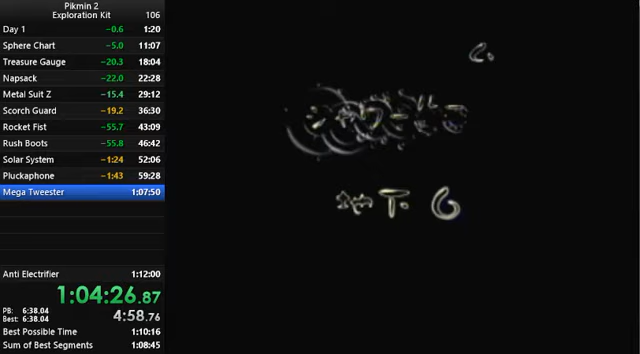 Pikmin 2
Exploration Kit 106
Day 1 −0.6 1:20
Sphere Chart −5.0 11:07
Treasure Gauge −20.3 18:04
Napsack −22.0 22:28
Metal Suit Z −15.4 29:12
Scorch Guard −19.2 36:30
Rocket Fist −55.7 43:09
Rush Boots −55.8 46:42
Solar System −1:24 52:06
Pluckaphone −1:43 59:28
Mega Tweester 1:07:50
Anti Electrifier 1:12:00
1:04:26.87
PB: 6:38.04
Best: 6:38.04
4:58.76
Best Possible Time 1:10:16
Sum of Best Segments 1:08:45
地下 6